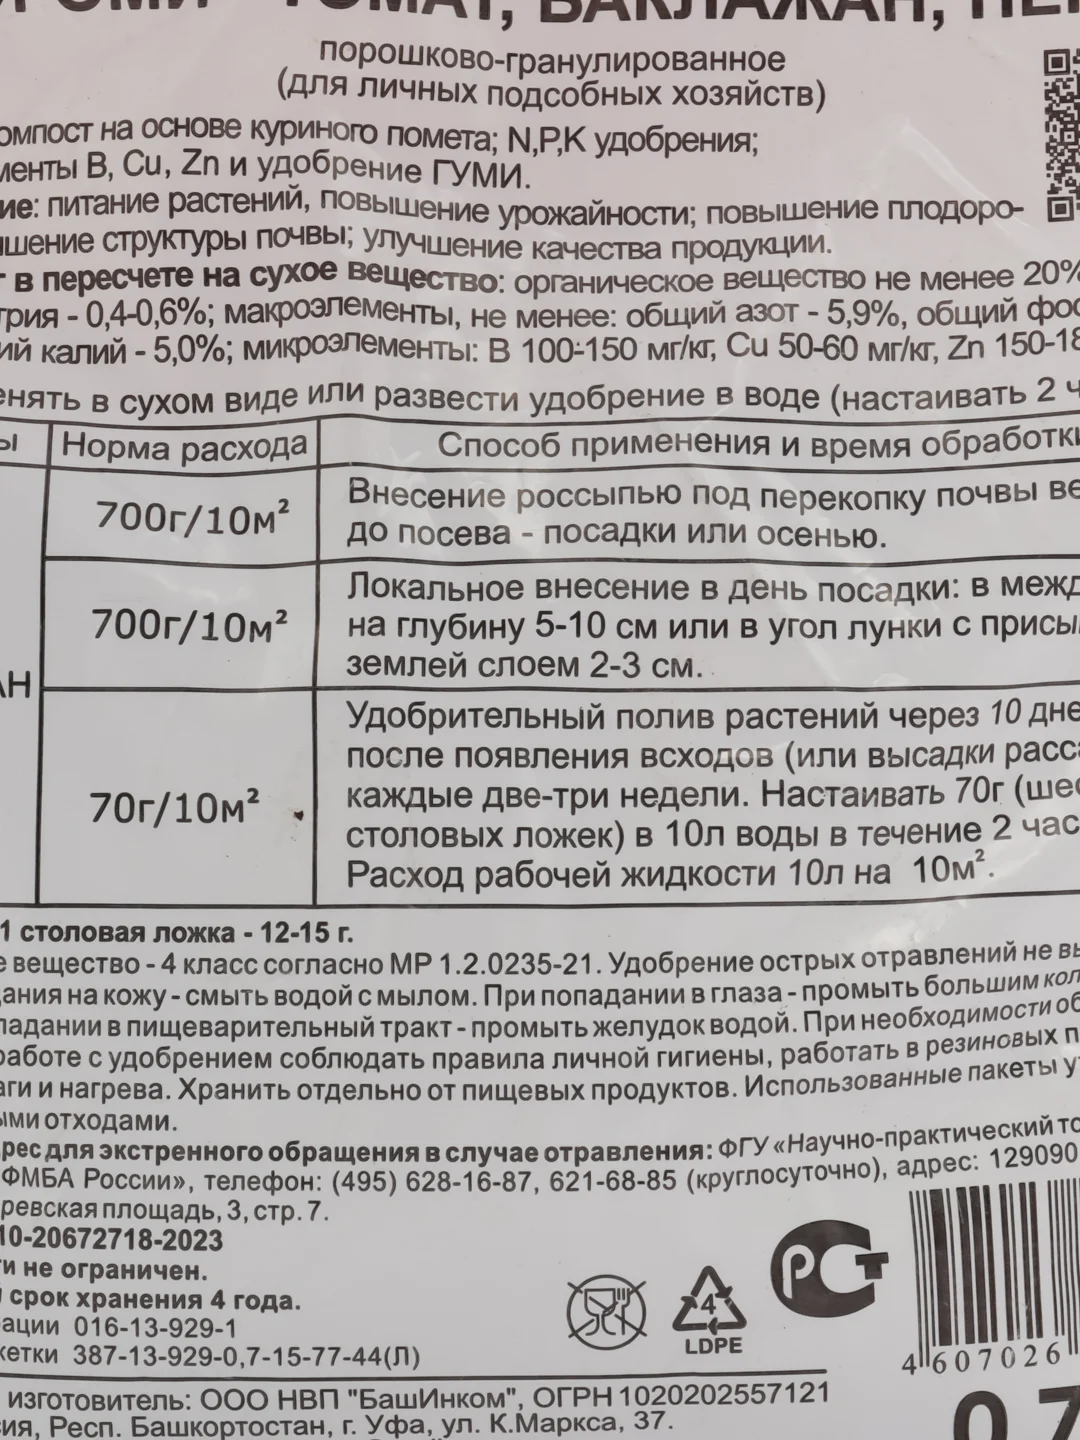 ТОМАТ, БАКЛАЖАН,
порошково-гранулированное
(для личных подсобных хозяйств)
омпост на основе куриного помета; N,P,K удобрения;
менты B, Cu, Zn и удобрение ГУМИ.
ие: питание растений, повышение урожайности; повышение плодоро-
шение структуры почвы; улучшение качества продукции.
т в пересчете на сухое вещество: органическое вещество не менее 20%
трия - 0,4-0,6%; макроэлементы, не менее: общий азот - 5,9%, общий фос
ий калий - 5,0%; микроэлементы: B 100-150 мг/кг, Cu 50-60 мг/кг, Zn 150-18
енять в сухом виде или развести удобрение в воде (настаивать 2 ч
ы Норма расхода Способ применения и время обработки
700г/10м² Внесение россыпью под перекопку почвы ве
до посева - посадки или осенью.
700г/10м² Локальное внесение в день посадки: в межд
на глубину 5-10 см или в угол лунки с присы
землей слоем 2-3 см.
АН
70г/10м² Удобрительный полив растений через 10 дне
после появления всходов (или высадки расса
каждые две-три недели. Настаивать 70г (шес
столовых ложек) в 10л воды в течение 2 час
Расход рабочей жидкости 10л на 10м².
1 столовая ложка - 12-15 г.
е вещество - 4 класс согласно МР 1.2.0235-21. Удобрение острых отравлений не вы
дания на кожу - смыть водой с мылом. При попадании в глаза - промыть большим кол
падании в пищеварительный тракт - промыть желудок водой. При необходимости об
работе с удобрением соблюдать правила личной гигиены, работать в резиновых п
аги и нагрева. Хранить отдельно от пищевых продуктов. Использованные пакеты у
ыми отходами.
дрес для экстренного обращения в случае отравления: ФГУ «Научно-практический то
ФМБА России», телефон: (495) 628-16-87, 621-68-85 (круглосуточно), адрес: 129090
ревская площадь, 3, стр. 7.
10-20672718-2023
ти не ограничен.
срок хранения 4 года.
ации 016-13-929-1
кетки 387-13-929-0,7-15-77-44(Л)
РСТ
4
LDPE
4 607026
изготовитель: ООО НВП "БашИнком", ОГРН 1020202557121
сия, Респ. Башкортостан, г. Уфа, ул. К.Маркса, 37.
0,7